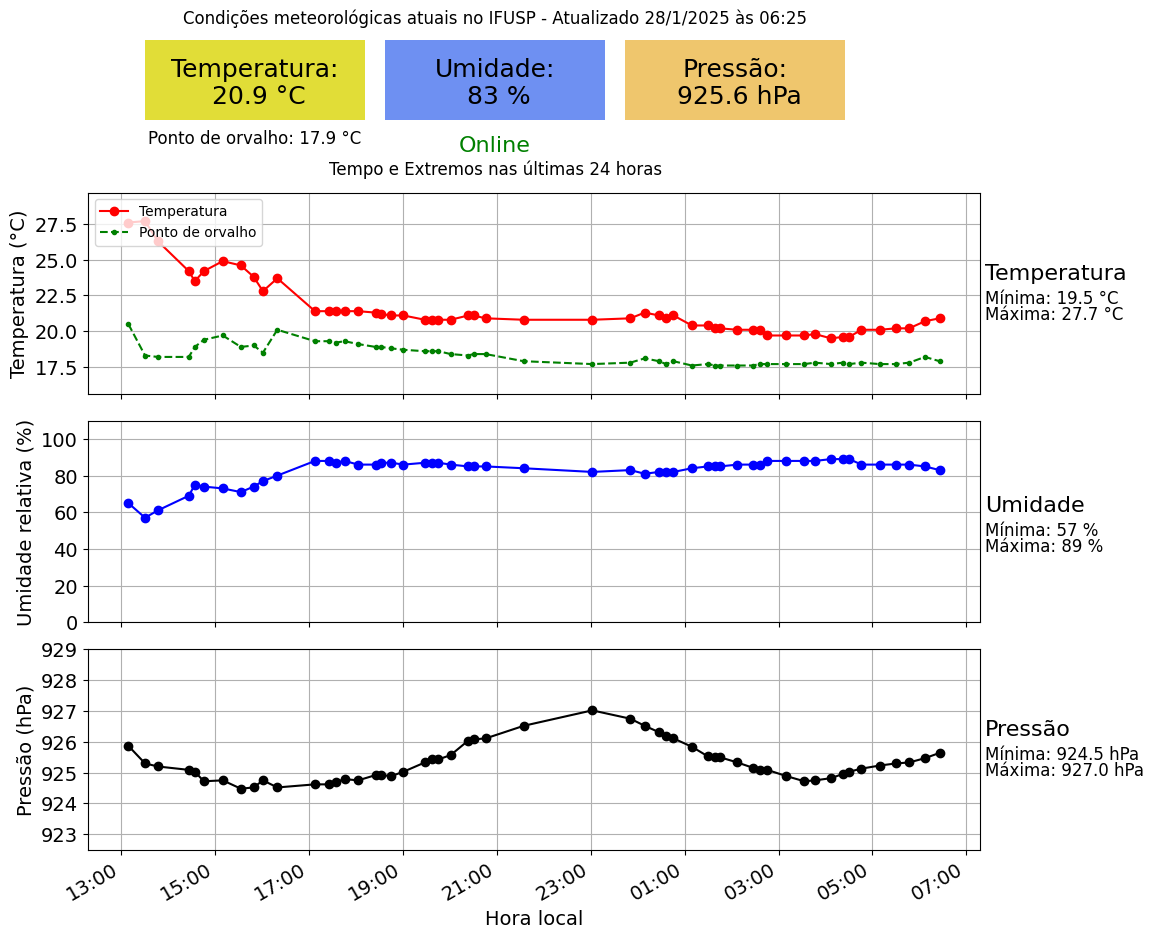 Condições meteorológicas atuais no IFUSP - Atualizado 28/1/2025 às 06:25
Temperatura:
20.9 °C
Umidade:
83 %
Pressão:
925.6 hPa
Ponto de orvalho: 17.9 °C
Online
Tempo e Extremos nas últimas 24 horas
Temperatura (°C)
27.5
25.0
22.5
20.0
17.5
Temperatura
Ponto de orvalho
Temperatura
Mínima: 19.5 °C
Máxima: 27.7 °C
Umidade relativa (%)
100
80
60
40
20
0
Umidade
Mínima: 57 %
Máxima: 89 %
Pressão (hPa)
929
928
927
926
925
924
923
Pressão
Mínima: 924.5 hPa
Máxima: 927.0 hPa
13:00 15:00 17:00 19:00 21:00 23:00 01:00 03:00 05:00 07:00
Hora local